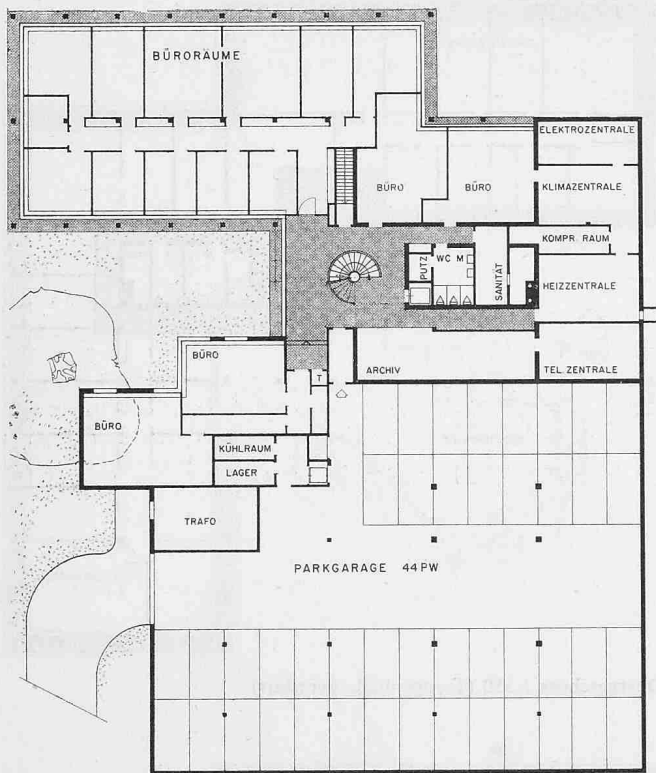 BÜRORÄUME
ELEKTROZENTRALE
BÜRO
BÜRO
KLIMAZENTRALE
KOMPR. RAUM
PUTZ
WC M
SANITÄT
HEIZZENTRALE
BÜRO
T
ARCHIV
TEL. ZENTRALE
BÜRO
KÜHLRAUM
LAGER
TRAFO
PARKGARAGE 44 PW